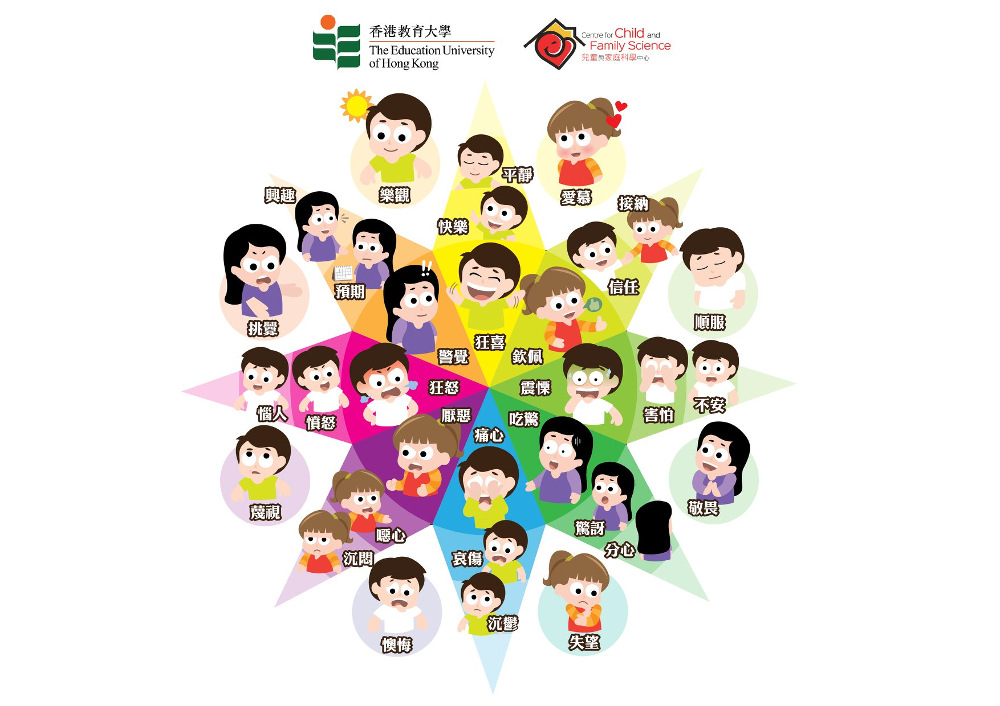 香港教育大學
The Education University
of Hong Kong
Centre for Child and
Family Science
兒童與家庭科學中心
平靜
樂觀
愛慕
興趣
接納
快樂
預期
信任
挑釁
順服
狂喜
警覺
欽佩
狂怒
震慄
惱人
憤怒
害怕
不安
厭惡
吃驚
痛心
蔑視
敬畏
噁心
驚訝
沉悶
哀傷
分心
沉鬱
懊悔
失望